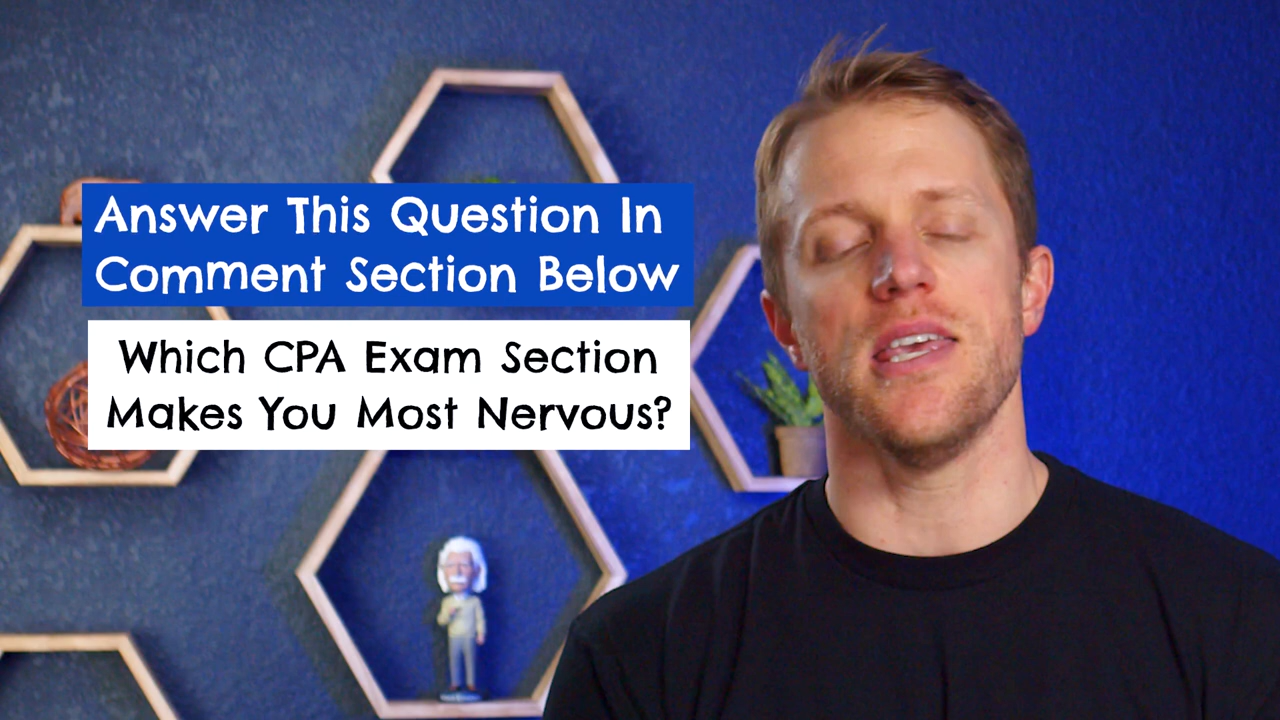 Answer This Question In
Comment Section Below
Which CPA Exam Section
Makes You Most Nervous?